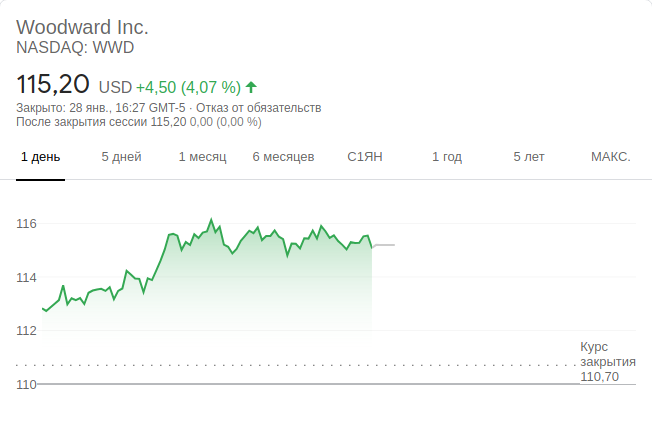 Woodward Inc.
NASDAQ: WWD
115,20 USD +4,50 (4,07 %)
Закрыто: 28 янв., 16:27 GMT-5 · Отказ от обязательств
После закрытия сессии 115,20 0,00 (0,00 %)
1 день 5 дней 1 месяц 6 месяцев С1ЯН 1 год 5 лет МАКС.
116
114
112
Курс
закрытия
110,70
110